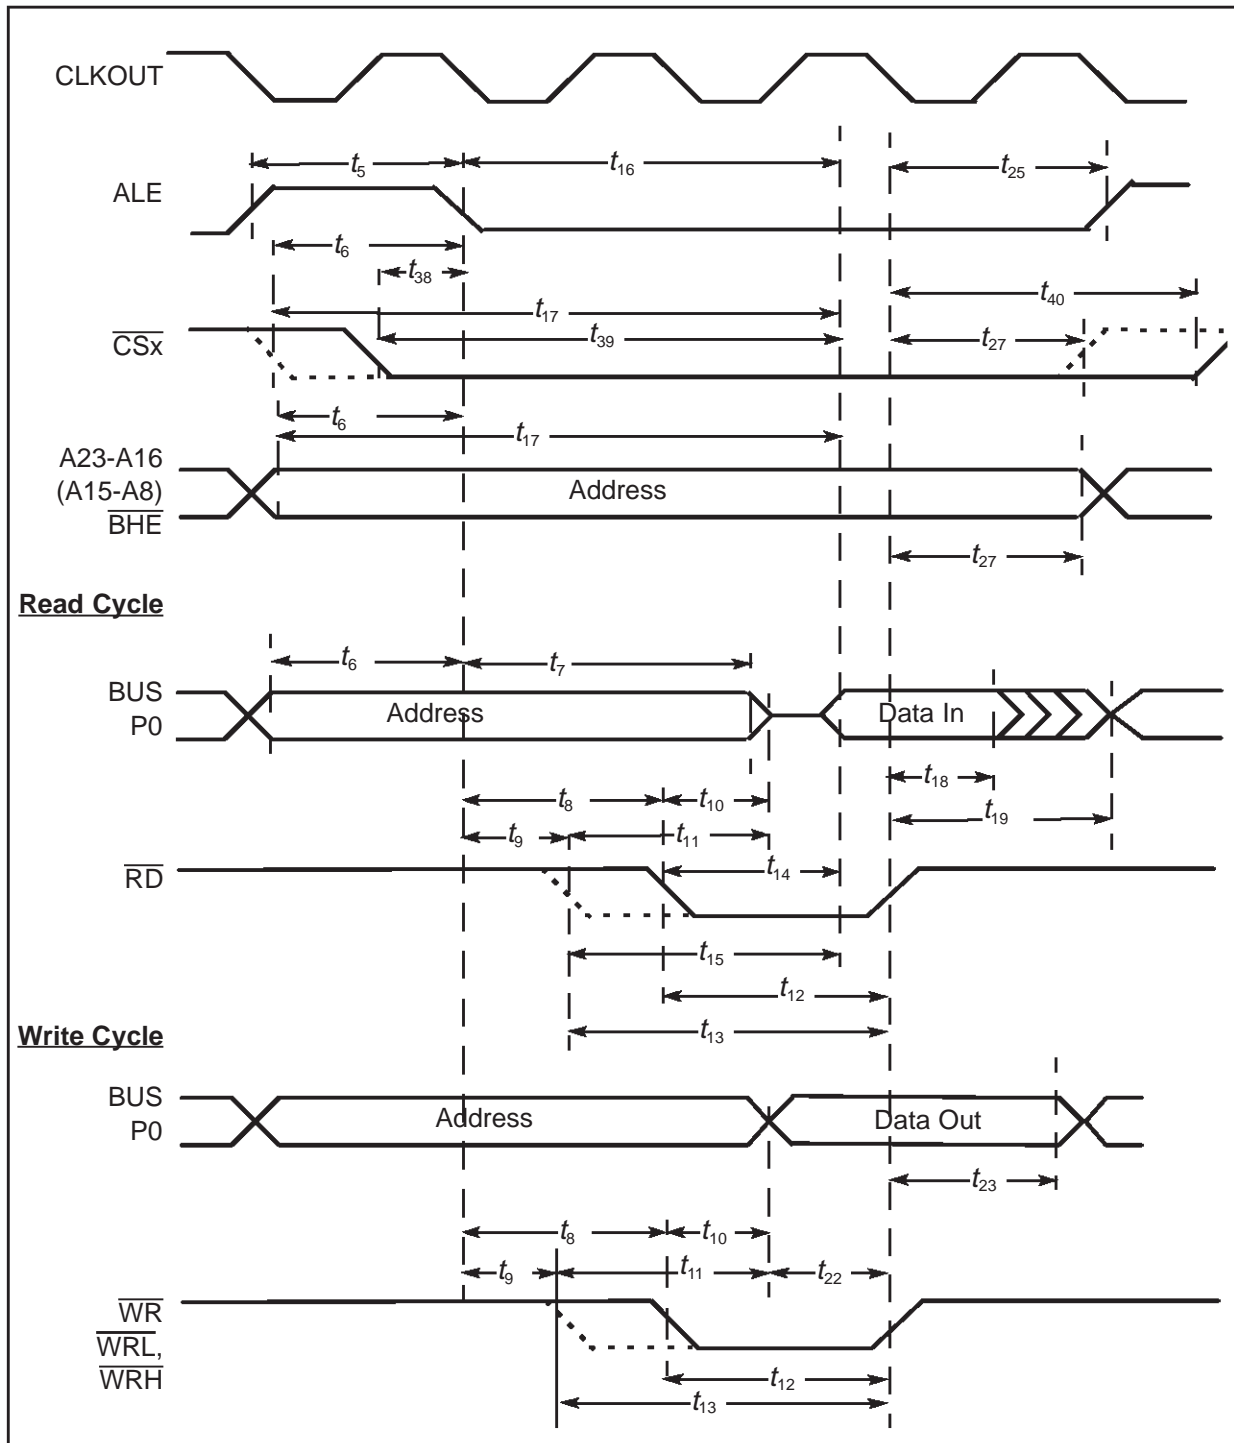 CLKOUT
t5
t16
t25
ALE
t6
t38
t17
t40
CSx
t39
t27
t6
t17
A23-A16
(A15-A8)
BHE
Address
t27
Read Cycle
t6
t7
BUS
P0
Address
Data In
t8
t10
t18
t9
t11
t19
RD
t14
t15
t12
t13
Write Cycle
BUS
P0
Address
Data Out
t23
t8
t10
t9
t11
t22
WR
WRL,
WRH
t12
t13